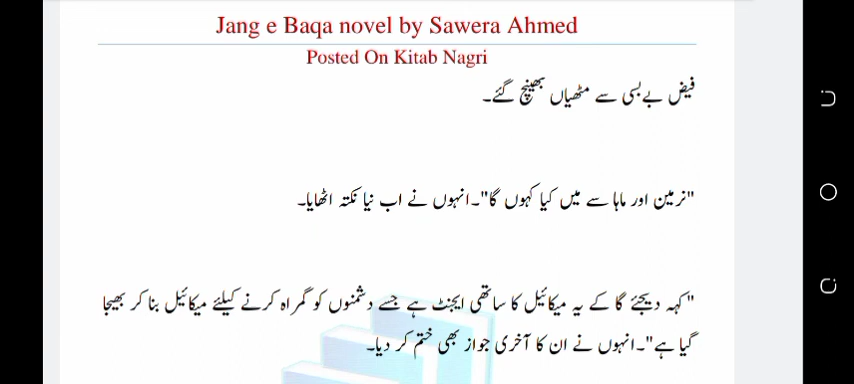 Jang e Baqa novel by Sawera Ahmed
Posted On Kitab Nagri
فیض بے بسی سے مٹھیاں بھینچ گئے۔
"نرمین اور ماہا سے میں کیا کہوں گا"۔انہوں نے اب نیا نکتہ اٹھایا۔
"کہہ دیجئے گا کے یہ میکائیل کا ساتھی ایجنٹ ہے جسے دشمنوں کو گمراہ کرنے کیلئے میکائیل بنا کر بھیجا
گیا ہے"۔انہوں نے ان کا آخری جواز بھی ختم کر دیا۔